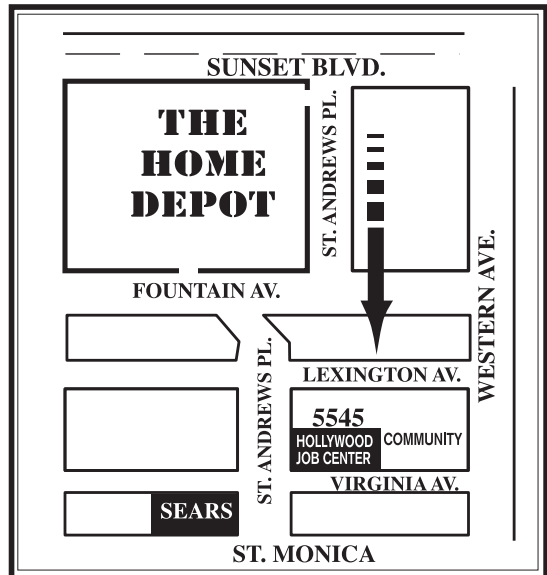 SUNSET BLVD.
THE
HOME
DEPOT
ST. ANDREWS PL.
WESTERN AVE.
FOUNTAIN AV.
ST. ANDREWS PL.
LEXINGTON AV.
5545
HOLLYWOOD
JOB CENTER
COMMUNITY
VIRGINIA AV.
SEARS
ST. MONICA